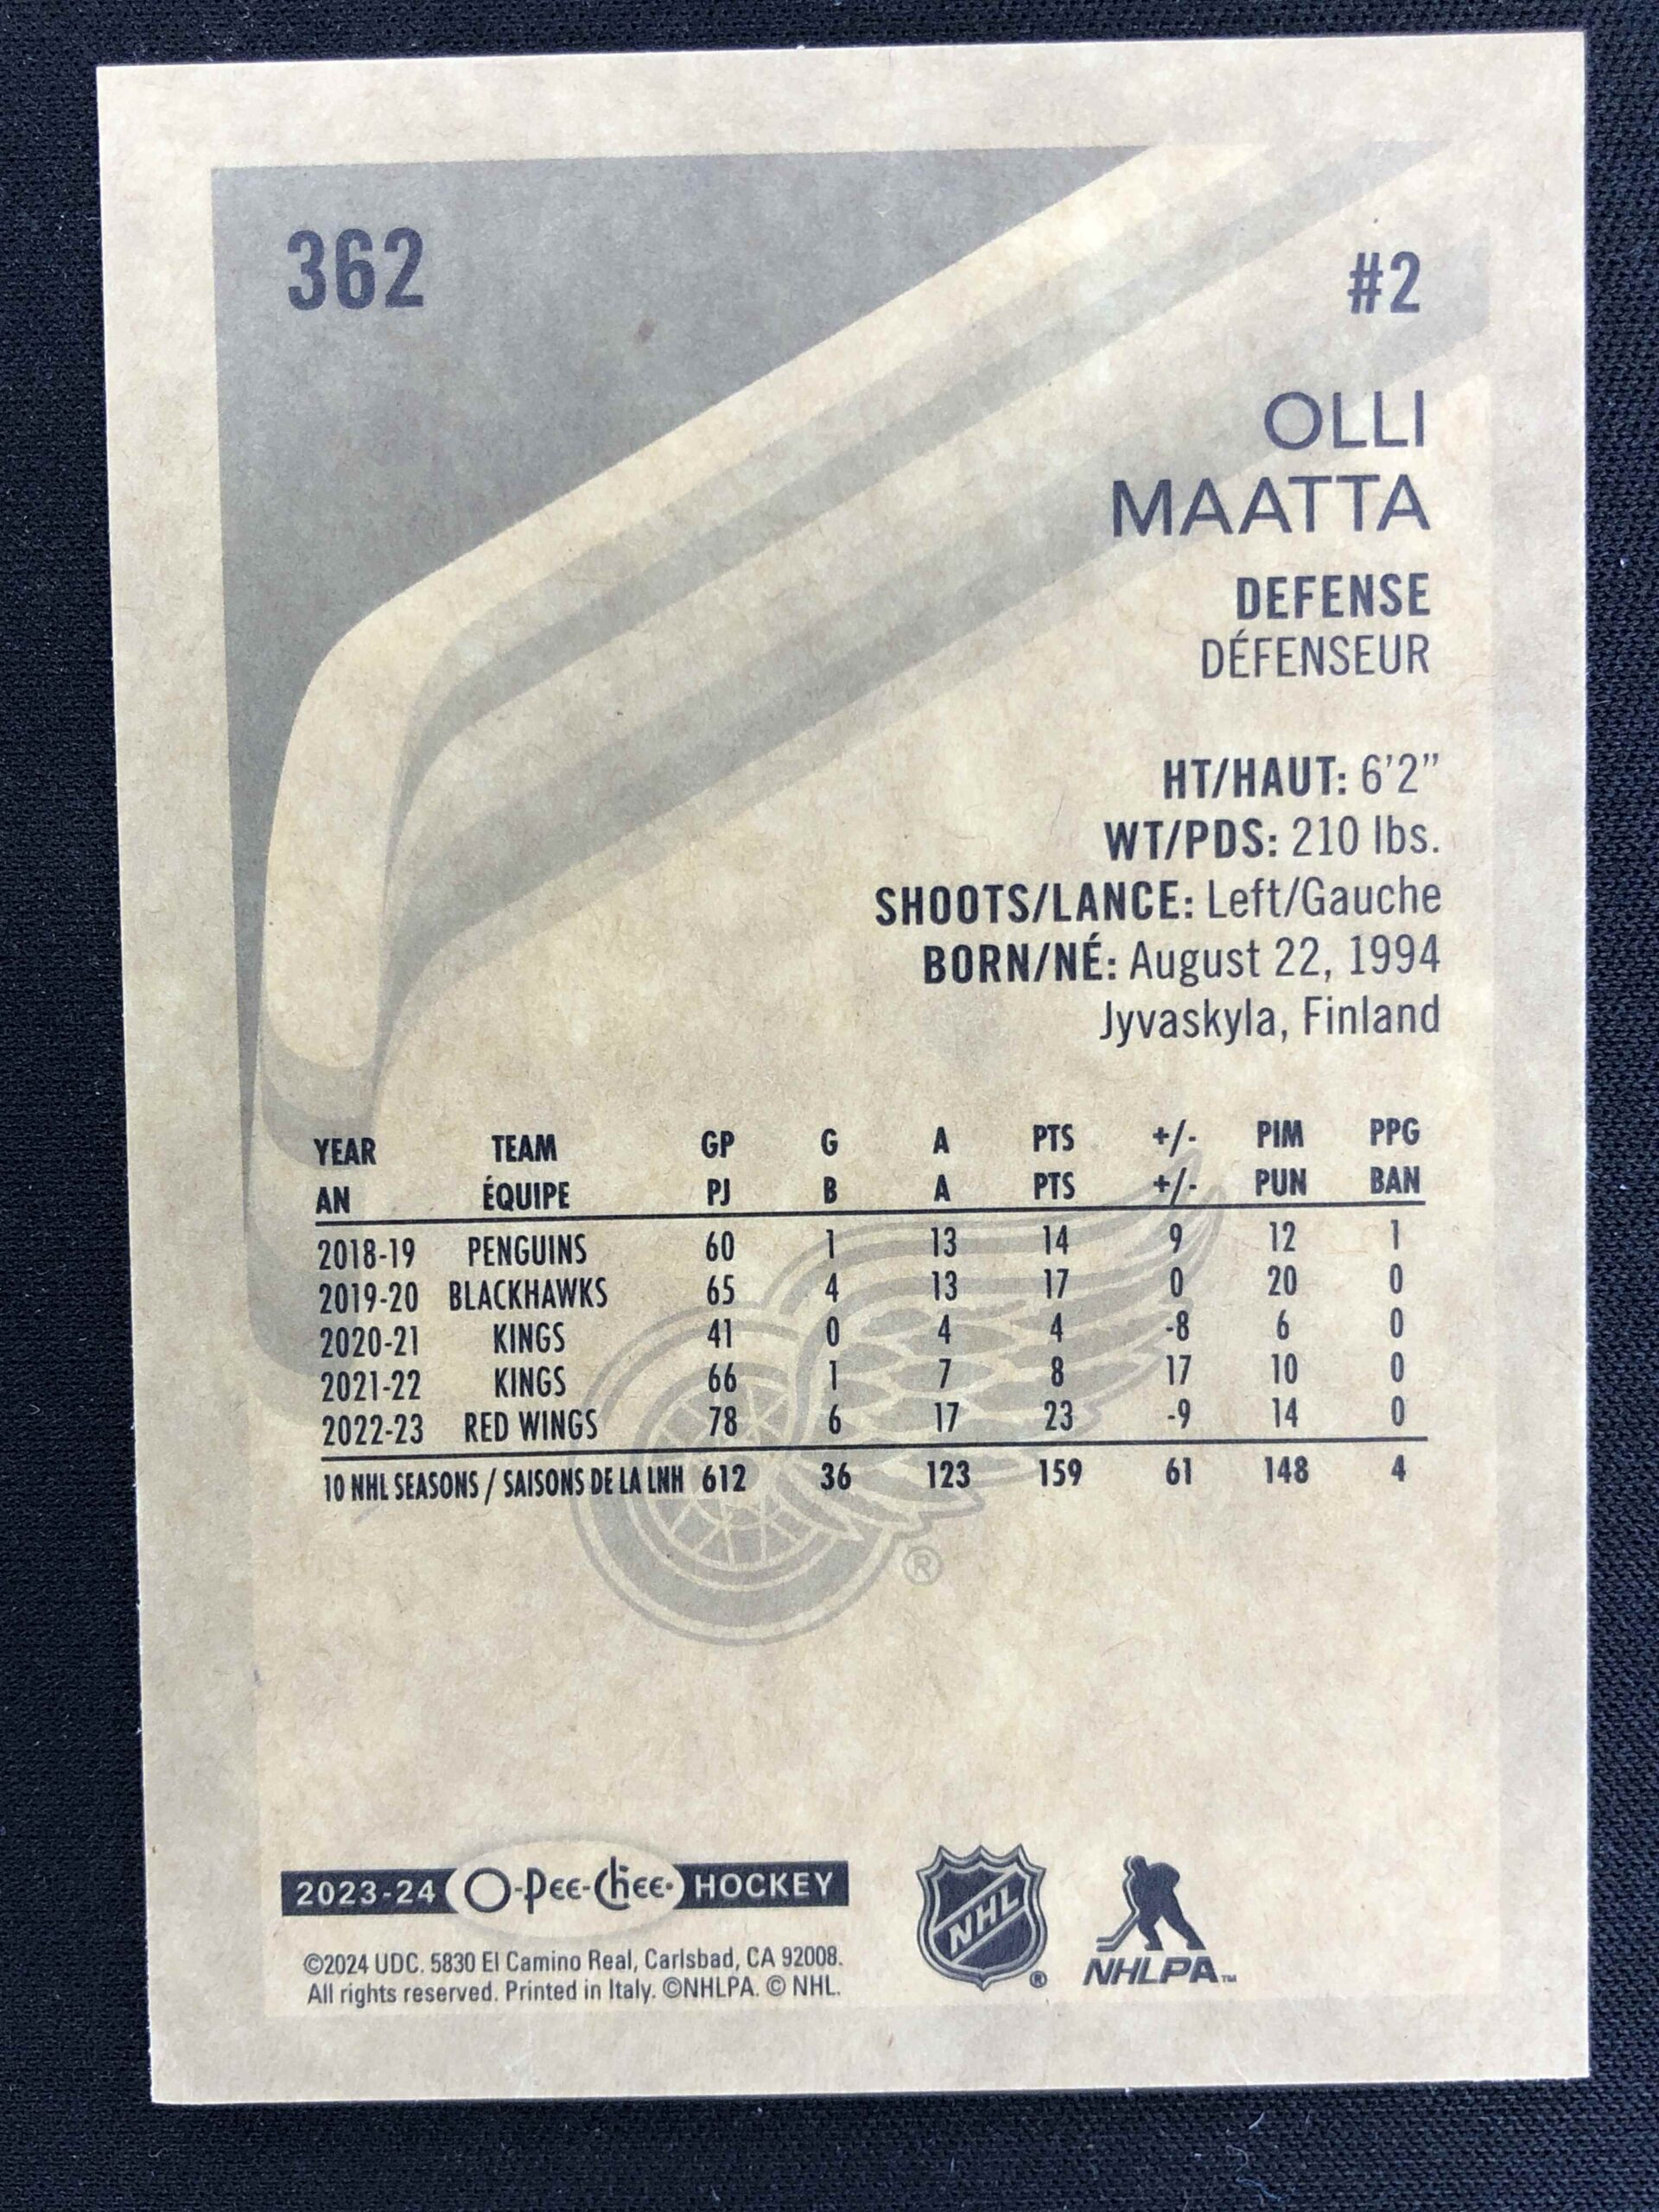 362
#2
OLLI
MAATTA
DEFENSE
DÉFENSEUR
HT/HAUT: 6'2"
WT/PDS: 210 lbs.
SHOOTS/LANCE: Left/Gauche
BORN/NÉ: August 22, 1994
Jyvaskyla, Finland
YEAR TEAM GP G A PTS +/- PIM PPG
AN ÉQUIPE PJ B A PTS +/- PUN BAN
2018-19 PENGUINS 60 1 13 14 9 12 1
2019-20 BLACKHAWKS 65 4 13 17 0 20 0
2020-21 KINGS 41 0 4 4 -8 6 0
2021-22 KINGS 66 1 7 8 17 10 0
2022-23 RED WINGS 78 6 17 23 -9 14 0
10 NHL SEASONS / SAISONS DE LA LNH 612 36 123 159 61 148 4
®
2023-24 O-Pee-Chee HOCKEY
©2024 UDC. 5830 El Camino Real, Carlsbad, CA 92008.
All rights reserved. Printed in Italy. ©NHLPA. © NHL.
NHL ®
NHLPA™